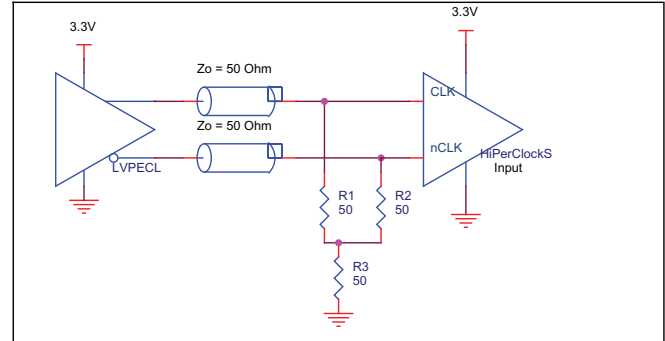 3.3V
3.3V
Zo = 50 Ohm
CLK
Zo = 50 Ohm
nCLK
HiPerClockS
Input
LVPECL
R1
50
R2
50
R3
50